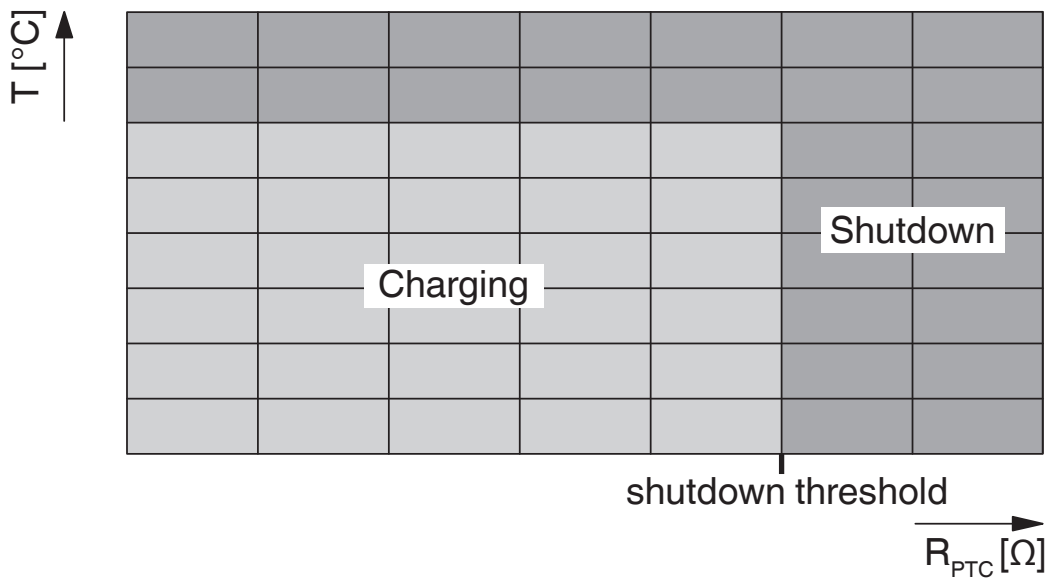 T [°C]
Shutdown
Charging
shutdown threshold
R_PTC [Ω]